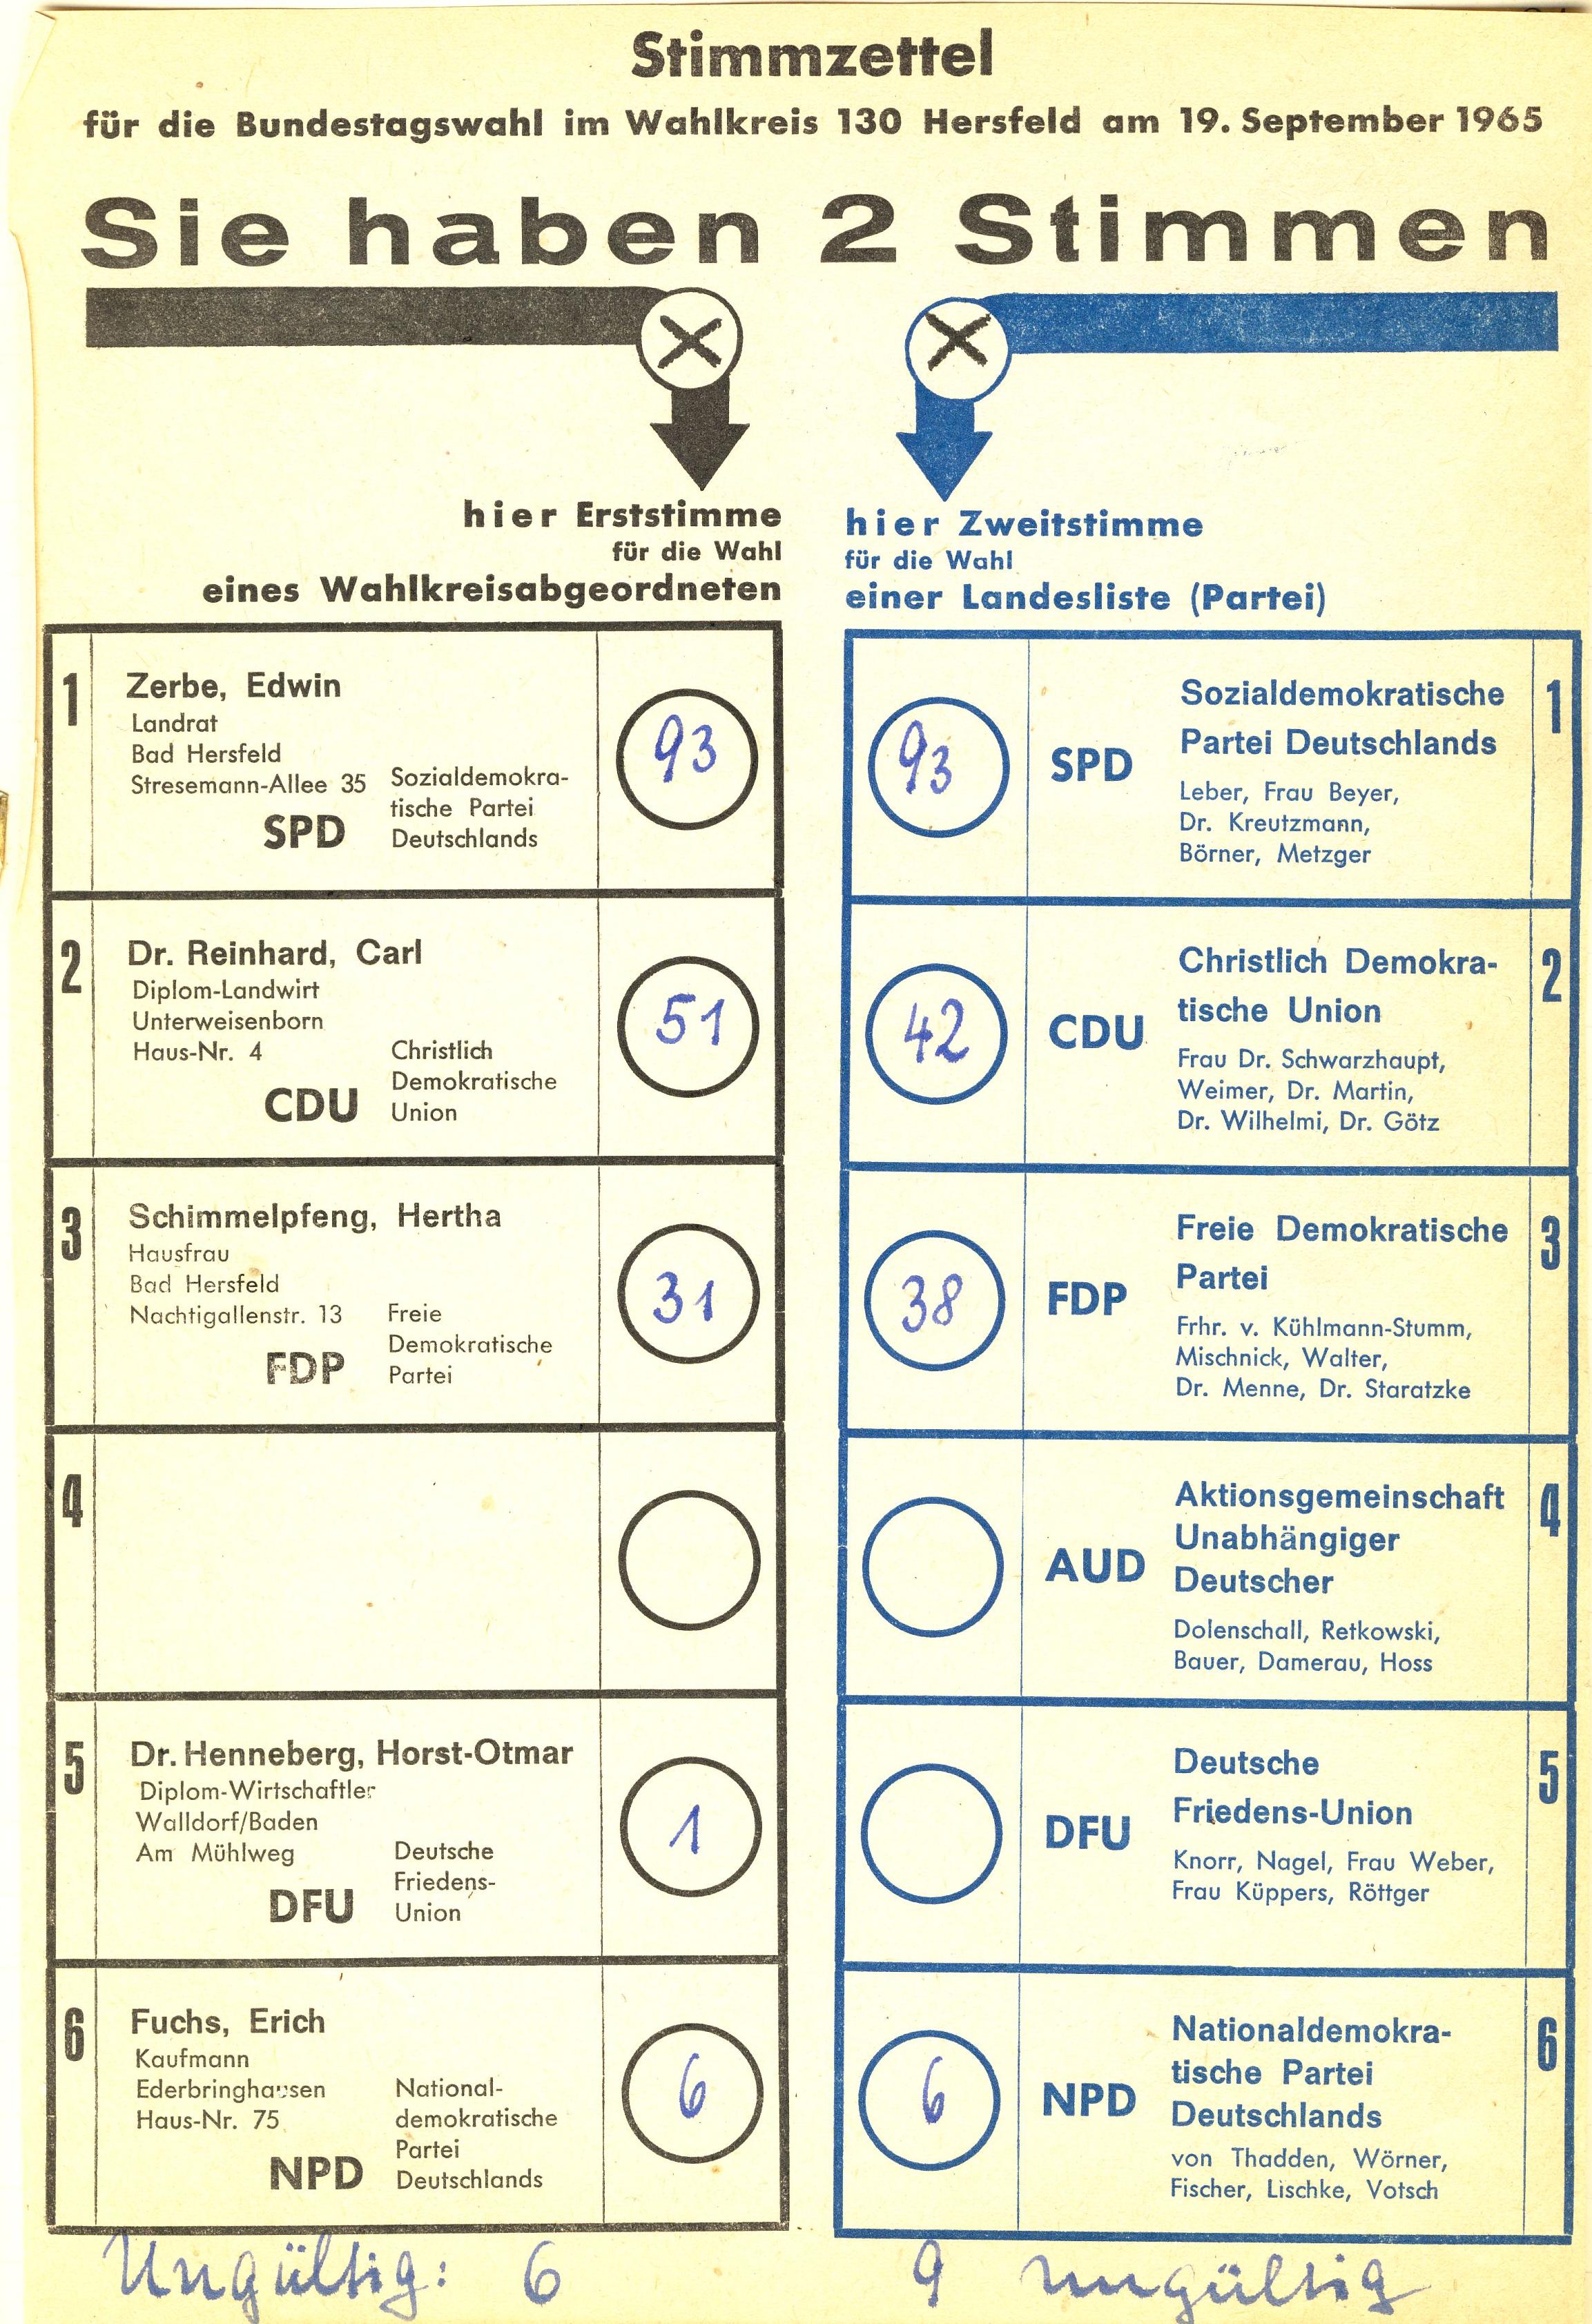 Stimmzettel
für die Bundestagswahl im Wahlkreis 130 Hersfeld am 19. September 1965
Sie haben 2 Stimmen
hier Erststimme
für die Wahl
eines Wahlkreisabgeordneten
1
Zerbe, Edwin
Landrat
Bad Hersfeld
Stresemann-Allee 35
SPD
Sozialdemokra-
tische Partei
Deutschlands
93
2
Dr. Reinhard, Carl
Diplom-Landwirt
Unterweisenborn
Haus-Nr. 4
CDU
Christlich
Demokratische
Union
51
3
Schimmelpfeng, Hertha
Hausfrau
Bad Hersfeld
Nachtigallenstr. 13
FDP
Freie
Demokratische
Partei
31
4
5
Dr. Henneberg, Horst-Otmar
Diplom-Wirtschaftler
Walldorf/Baden
Am Mühlweg
DFU
Deutsche
Friedens-
Union
1
6
Fuchs, Erich
Kaufmann
Ederbringhausen
Haus-Nr. 75
NPD
National-
demokratische
Partei
Deutschlands
6
Ungültig: 6
hier Zweitstimme
für die Wahl
einer Landesliste (Partei)
93
SPD
Sozialdemokratische
Partei Deutschlands
Leber, Frau Beyer,
Dr. Kreutzmann,
Börner, Metzger
1
42
CDU
Christlich Demokra-
tische Union
Frau Dr. Schwarzhaupt,
Weimer, Dr. Martin,
Dr. Wilhelmi, Dr. Götz
2
38
FDP
Freie Demokratische
Partei
Frhr. v. Kühlmann-Stumm,
Mischnick, Walter,
Dr. Menne, Dr. Staratzke
3
AUD
Aktionsgemeinschaft
Unabhängiger
Deutscher
Dolenschall, Retkowski,
Bauer, Damerau, Hoss
4
DFU
Deutsche
Friedens-Union
Knorr, Nagel, Frau Weber,
Frau Küppers, Röttger
5
6
NPD
Nationaldemokra-
tische Partei
Deutschlands
von Thadden, Wörner,
Fischer, Lischke, Votsch
6
9 ungültig